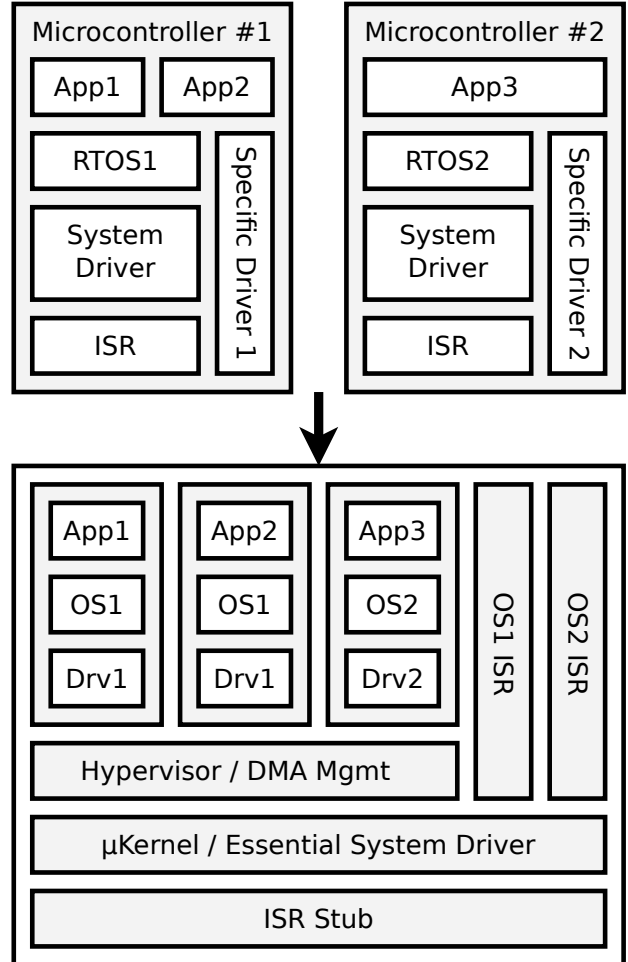 Microcontroller #1
App1
App2
RTOS1
System
Driver
ISR
Specific Driver 1
Microcontroller #2
App3
RTOS2
System
Driver
ISR
Specific Driver 2
App1
OS1
Drv1
App2
OS1
Drv1
App3
OS2
Drv2
OS1 ISR
OS2 ISR
Hypervisor / DMA Mgmt
µKernel / Essential System Driver
ISR Stub